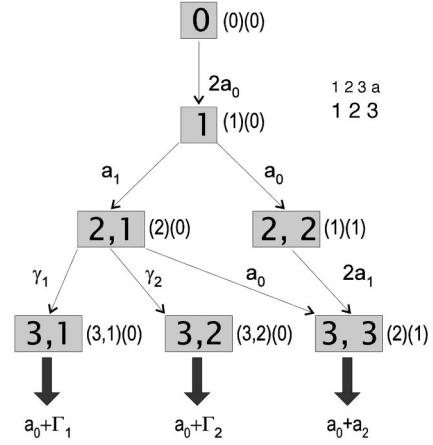 0 (0)(0)
2a₀
1 2 3 a
1 2 3
1 (1)(0)
a₁ a₀
2,1 (2)(0) 2, 2 (1)(1)
γ₁ γ₂ a₀ 2a₁
3,1 (3,1)(0) 3,2 (3,2)(0) 3, 3 (2)(1)
a₀+Γ₁ a₀+Γ₂ a₀+a₂